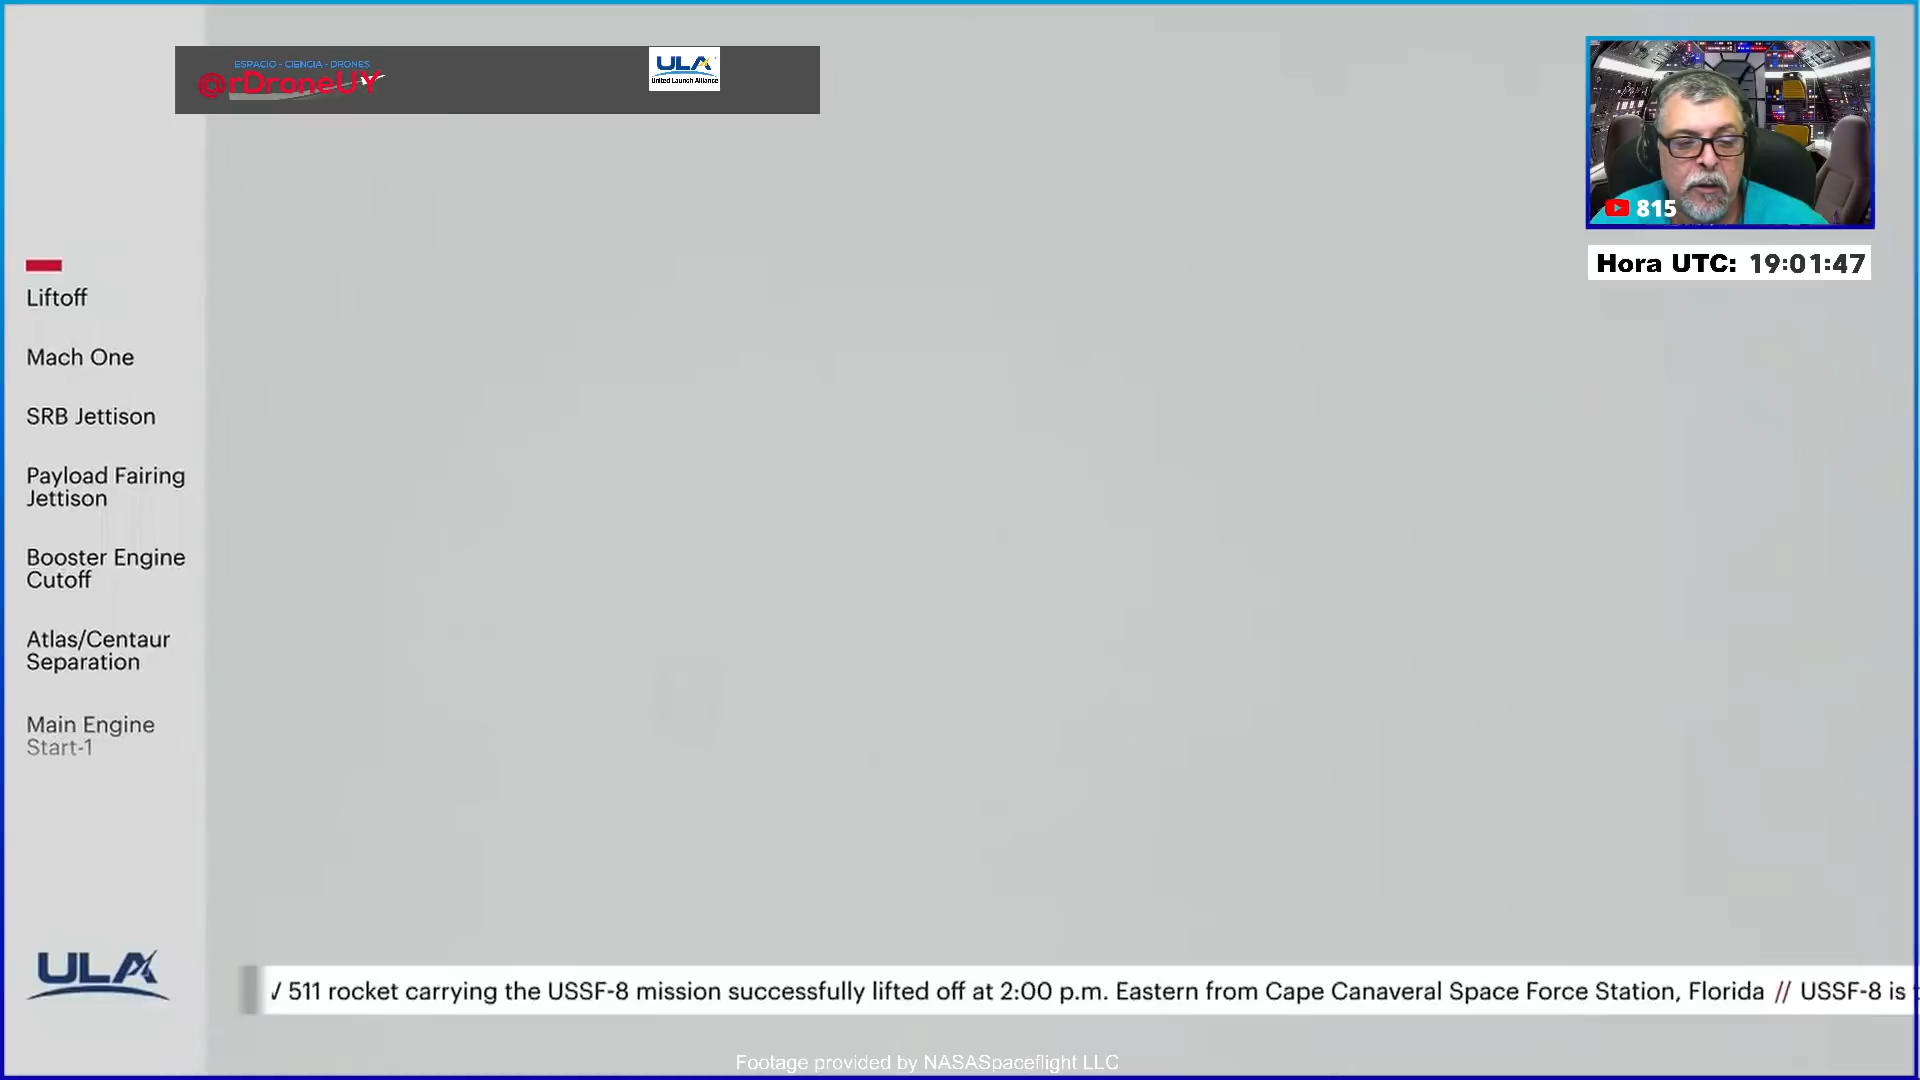 ESPACIO - CIENCIA - DRONES
@rDroneUY
ULA
United Launch Alliance
815
Hora UTC: 19:01:47
Liftoff
Mach One
SRB Jettison
Payload Fairing
Jettison
Booster Engine
Cutoff
Atlas/Centaur
Separation
Main Engine
Start-1
ULA
511 rocket carrying the USSF-8 mission successfully lifted off at 2:00 p.m. Eastern from Cape Canaveral Space Force Station, Florida // USSF-8 is
Footage provided by NASASpaceflight LLC